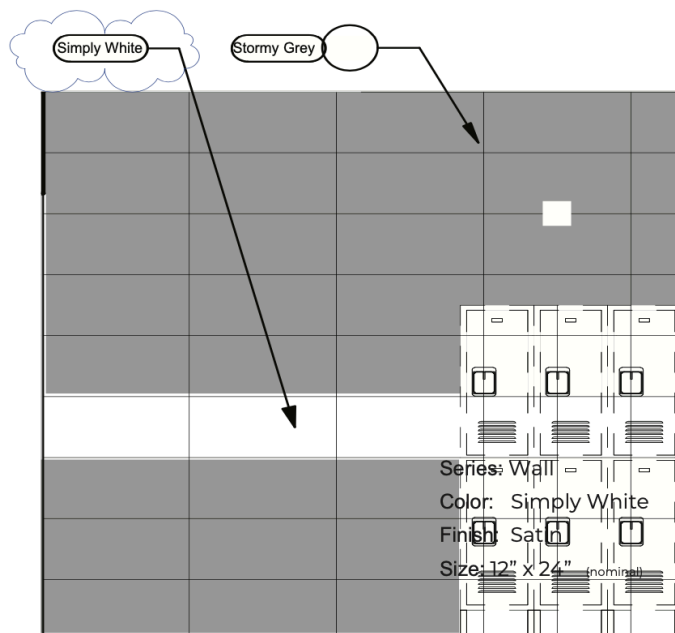 Simply White
Stormy Grey
Series: Wall
Color: Simply White
Finish: Satin
Size: 12” x 24” (nominal)